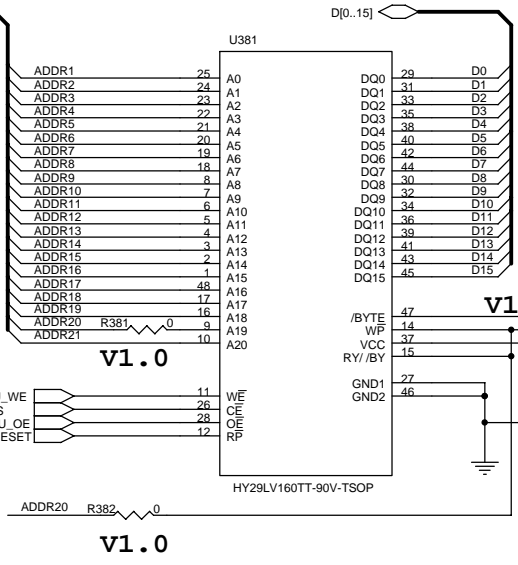 D[0..15]
U381
ADDR1 25 A0 DQ0 29 D0
ADDR2 24 A1 DQ1 31 D1
ADDR3 23 A2 DQ2 33 D2
ADDR4 22 A3 DQ3 35 D3
ADDR5 21 A4 DQ4 38 D4
ADDR6 20 A5 DQ5 40 D5
ADDR7 19 A6 DQ6 42 D6
ADDR8 18 A7 DQ7 44 D7
ADDR9 8 A8 DQ8 30 D8
ADDR10 7 A9 DQ9 32 D9
ADDR11 6 A10 DQ10 34 D10
ADDR12 5 A11 DQ11 36 D11
ADDR13 4 A12 DQ12 39 D12
ADDR14 3 A13 DQ13 41 D13
ADDR15 2 A14 DQ14 43 D14
ADDR16 1 A15 DQ15 45 D15
ADDR17 48 A16
ADDR18 17 A17
ADDR19 16 A18 /BYTE 47 V1
ADDR20 R381 0 9 A19 WP 14
ADDR21 10 A20 VCC 37
V1.0 RY/ /BY 15
GND1 27
_WE 11 WE GND2 46
S 26 CE
U_OE 28 OE
ESET 12 RP
HY29LV160TT-90V-TSOP
ADDR20 R382 0
V1.0